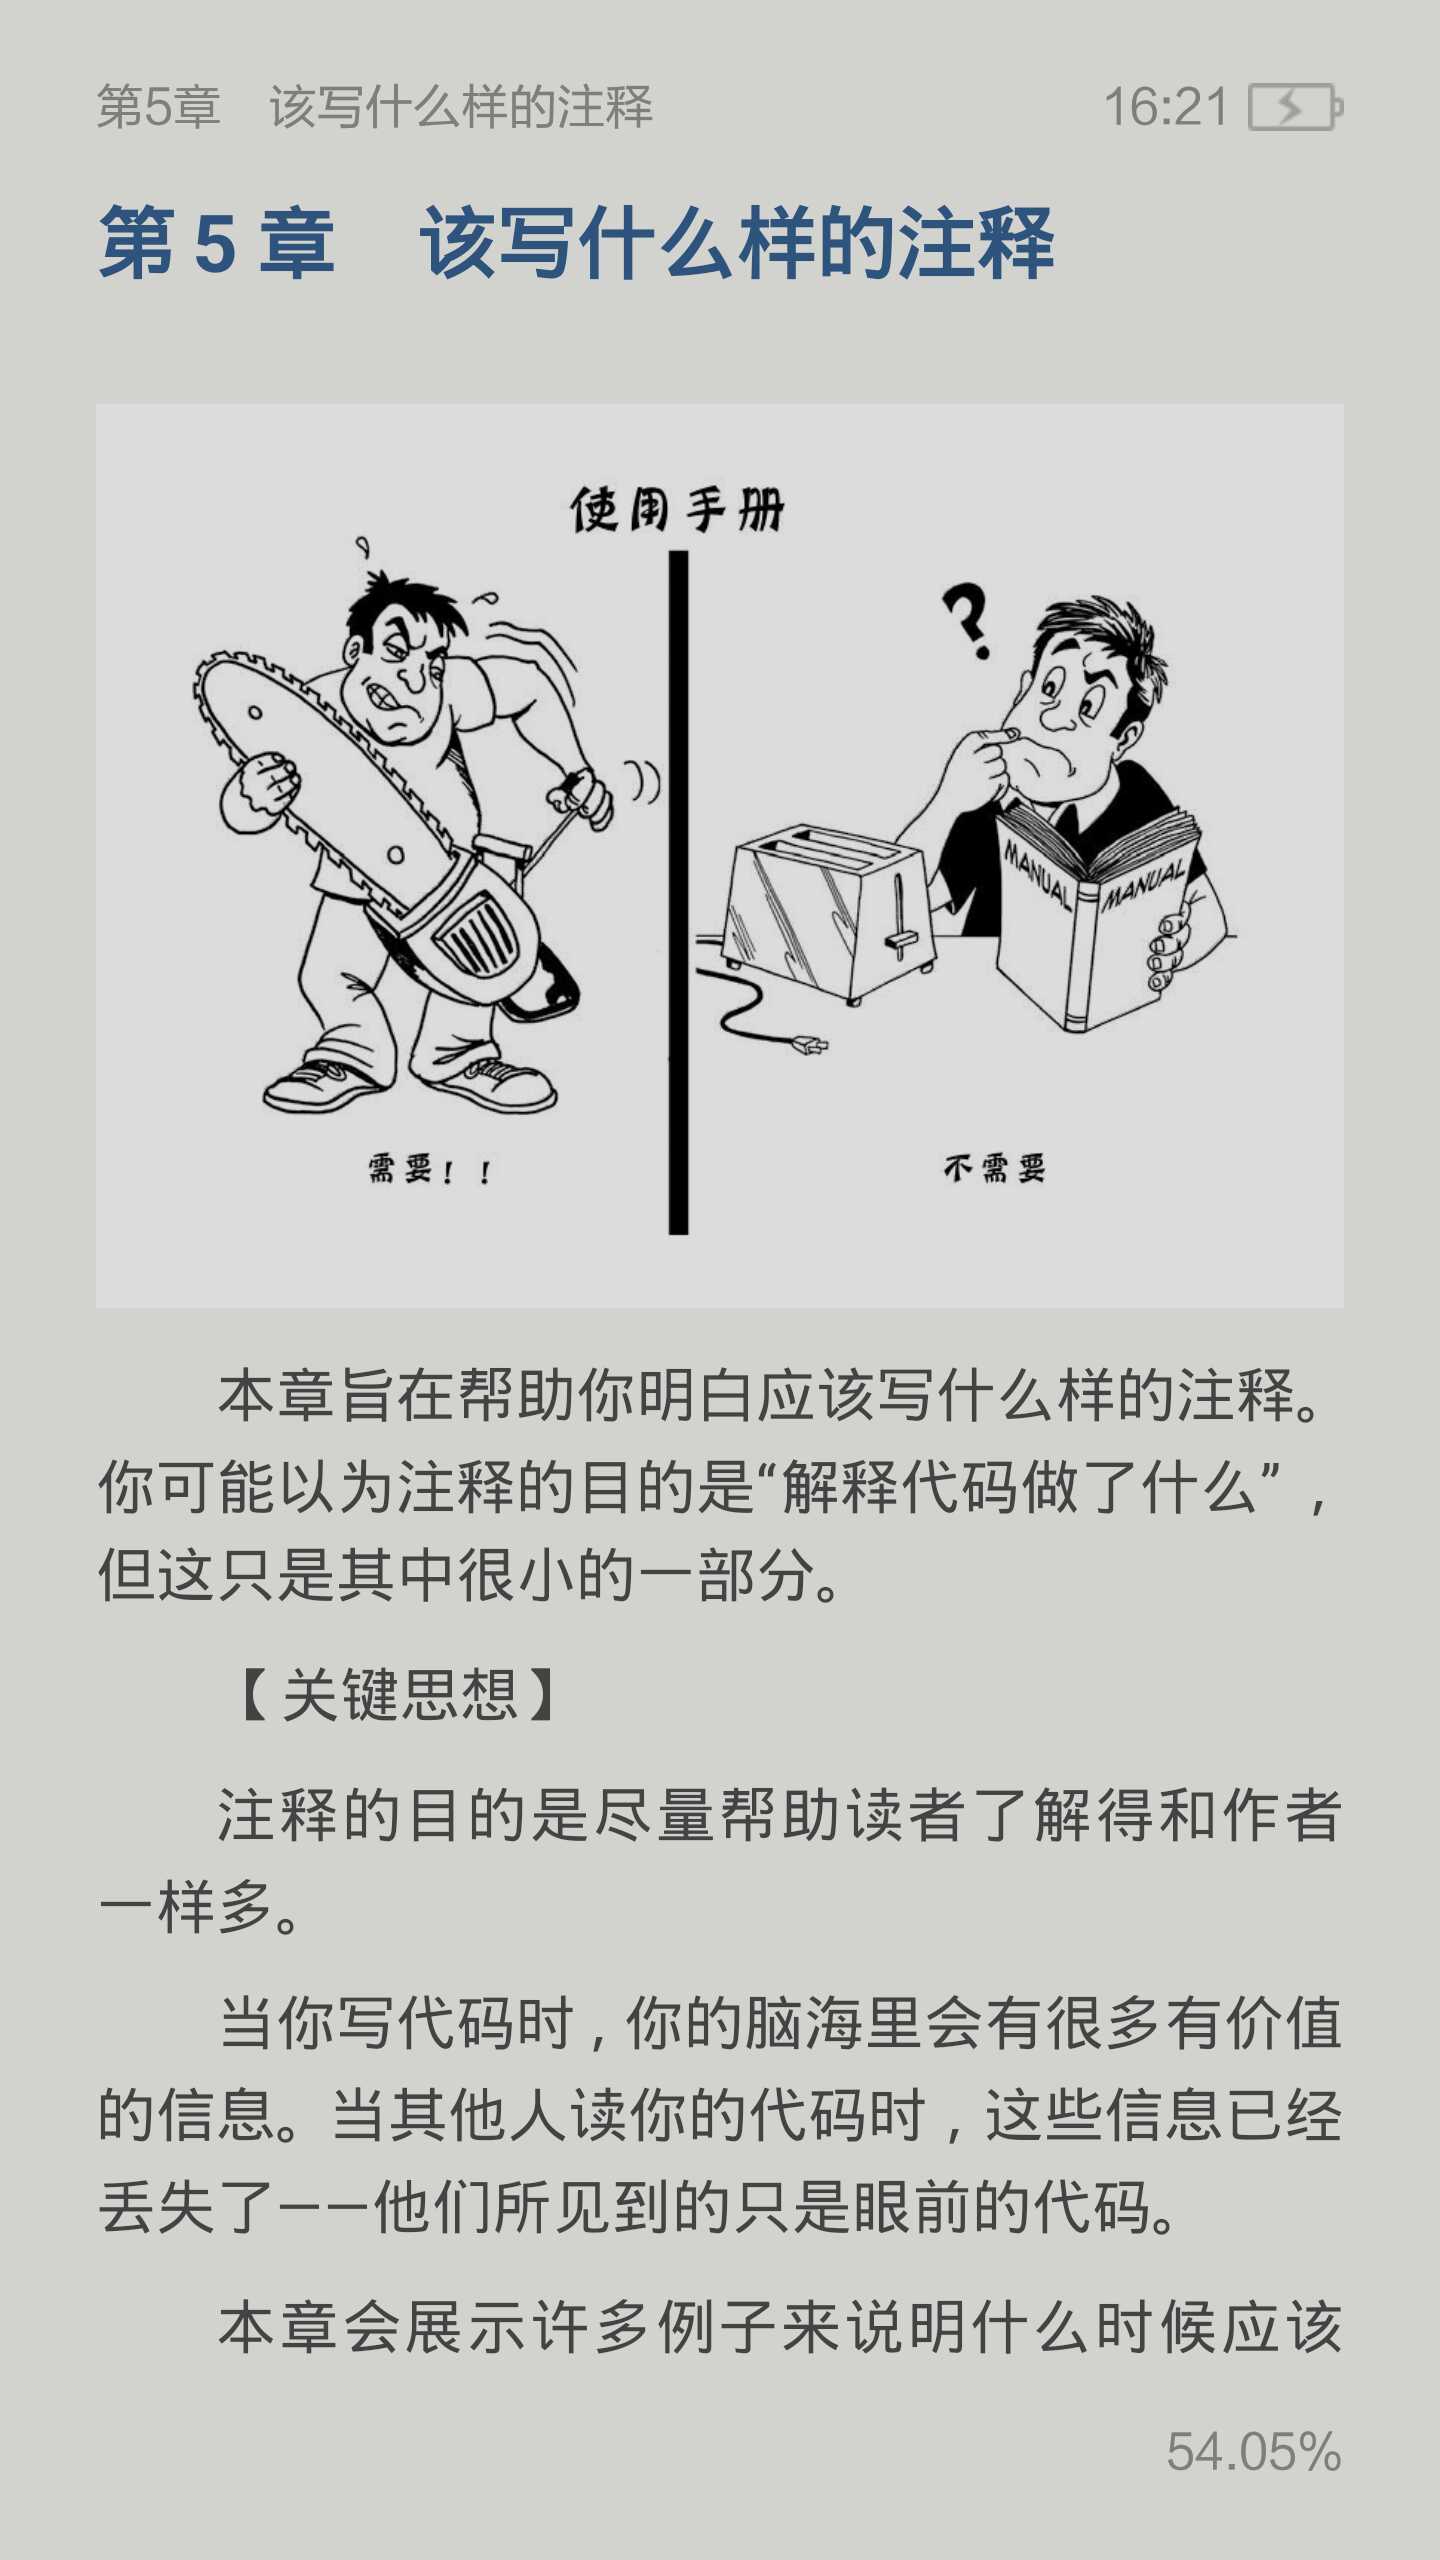 第5章　该写什么样的注释
16:21
第 5 章　该写什么样的注释
使用手册
?
MANUAL MANUAL
需要！！
不需要
本章旨在帮助你明白应该写什么样的注释。
你可能以为注释的目的是“解释代码做了什么”，
但这只是其中很小的一部分。
【关键思想】
注释的目的是尽量帮助读者了解得和作者
一样多。
当你写代码时，你的脑海里会有很多有价值
的信息。当其他人读你的代码时，这些信息已经
丢失了——他们所见到的只是眼前的代码。
本章会展示许多例子来说明什么时候应该
54.05%